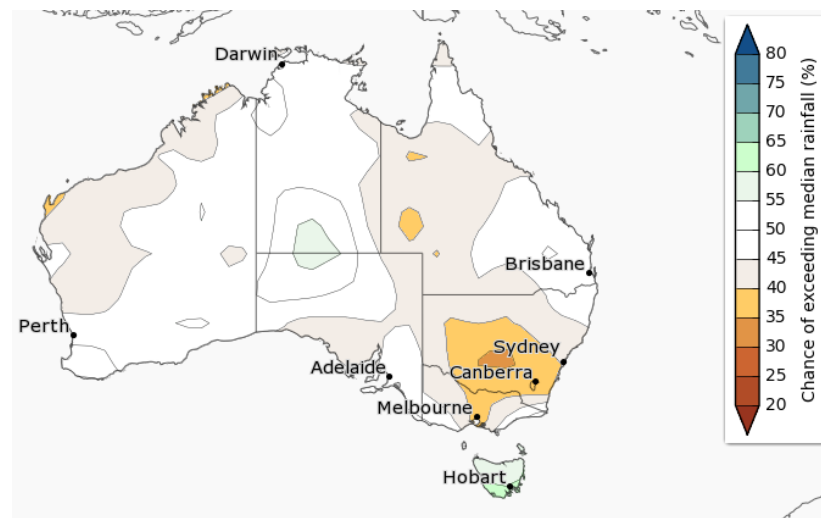 Darwin
Brisbane
Perth
Sydney
Adelaide
Canberra
Melbourne
Hobart
80
75
70
65
60
55
50
45
40
35
30
25
20
Chance of exceeding median rainfall (%)